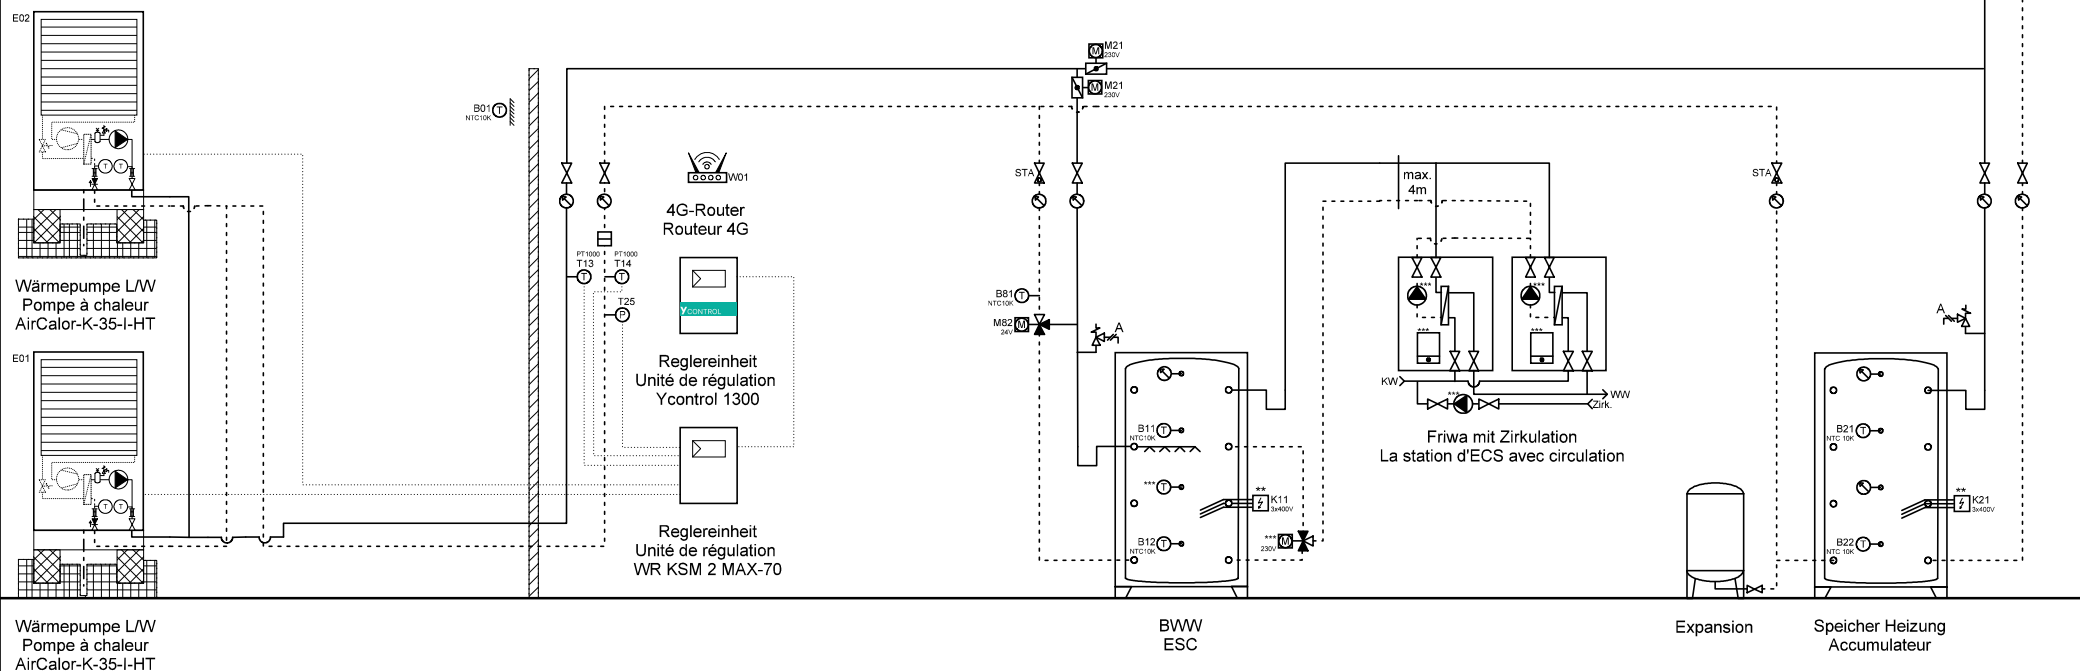 E02
Wärmepumpe L/W
Pompe à chaleur
AirCalor-K-35-I-HT
E01
Wärmepumpe L/W
Pompe à chaleur
AirCalor-K-35-I-HT
T
T
T
T
B01
NTC10K
T
W01
4G-Router
Routeur 4G
PT1000
T13
T
PT1000
T14
T
T25
P
YCONTROL
Reglereinheit
Unité de régulation
Ycontrol 1300
Reglereinheit
Unité de régulation
WR KSM 2 MAX-70
M
M21
230V
M
M21
230V
STA
B81
NTC10K
T
M82
24V
M
A
B11
NTC10K
T
***
T
B12
NTC10K
T
**
K11
3x400V
***
230V
M
BWW
ESC
max.
4m
***
***
***
***
KW
WW
***
Zirk.
Friwa mit Zirkulation
La station d'ECS avec circulation
STA
Expansion
A
B21
NTC 10K
T
B22
NTC 10K
T
**
K21
3x400V
Speicher Heizung
Accumulateur